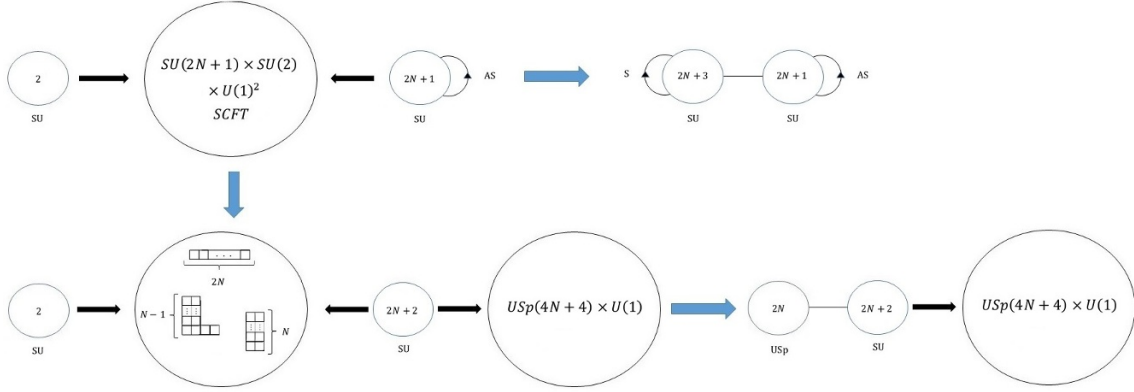 2
SU
SU(2N + 1) × SU(2)
× U(1)²
SCFT
2N + 1
AS
SU
S
2N + 3
SU
2N + 1
AS
SU
2
SU
. . .
2N
N − 1
N
2N + 2
SU
USp(4N + 4) × U(1)
2N
USp
2N + 2
SU
USp(4N + 4) × U(1)